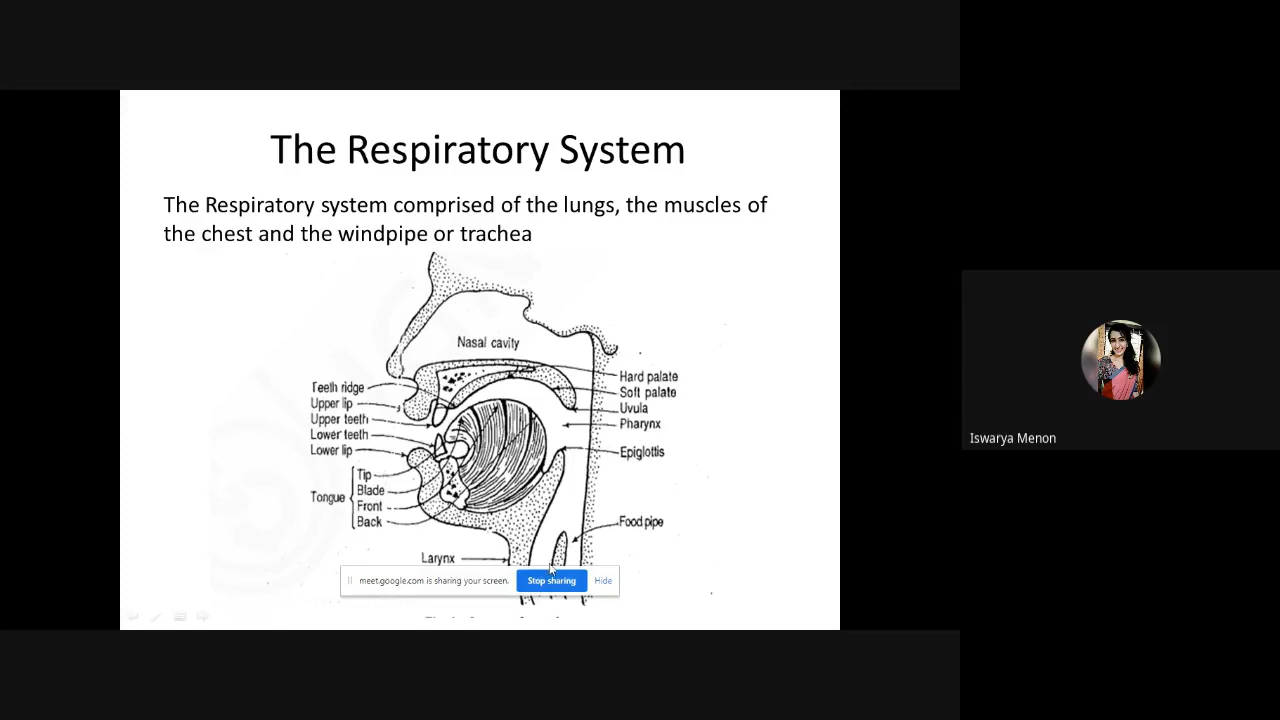 The Respiratory System
The Respiratory system comprised of the lungs, the muscles of
the chest and the windpipe or trachea
Nasal cavity
Teeth ridge
Upper lip
Upper teeth
Lower teeth
Lower lip
Tongue
Tip
Blade
Front
Back
Larynx
Hard palate
Soft palate
Uvula
Pharynx
Epiglottis
Food pipe
meet.google.com is sharing your screen.
Stop sharing
Hide
Iswarya Menon